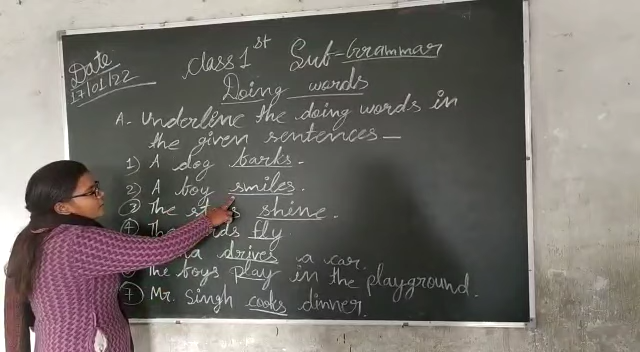 Date:
17/01/22
Class 1st Sub-Grammar
Doing words
A- Underline the doing words in
the given sentences—
1) A dog barks.
2) A boy smiles.
3) The shine.
4) fly
drives a car.
The boys play in the playground.
7) Mr. Singh cooks dinner.